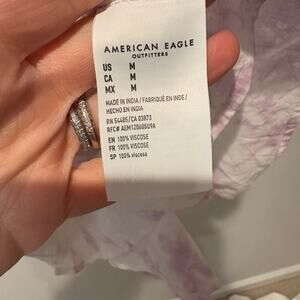 AMERICAN EAGLE
OUTFITTERS
US M
CA M
MX M
MADE IN INDIA / FABRIQUÉ EN INDE /
HECHO EN INDIA
RN 54485/CA 03873
RFC# AEM120605U9A
EN 100% VISCOSE
FR 100% VISCOSE
SP 100% viscosa